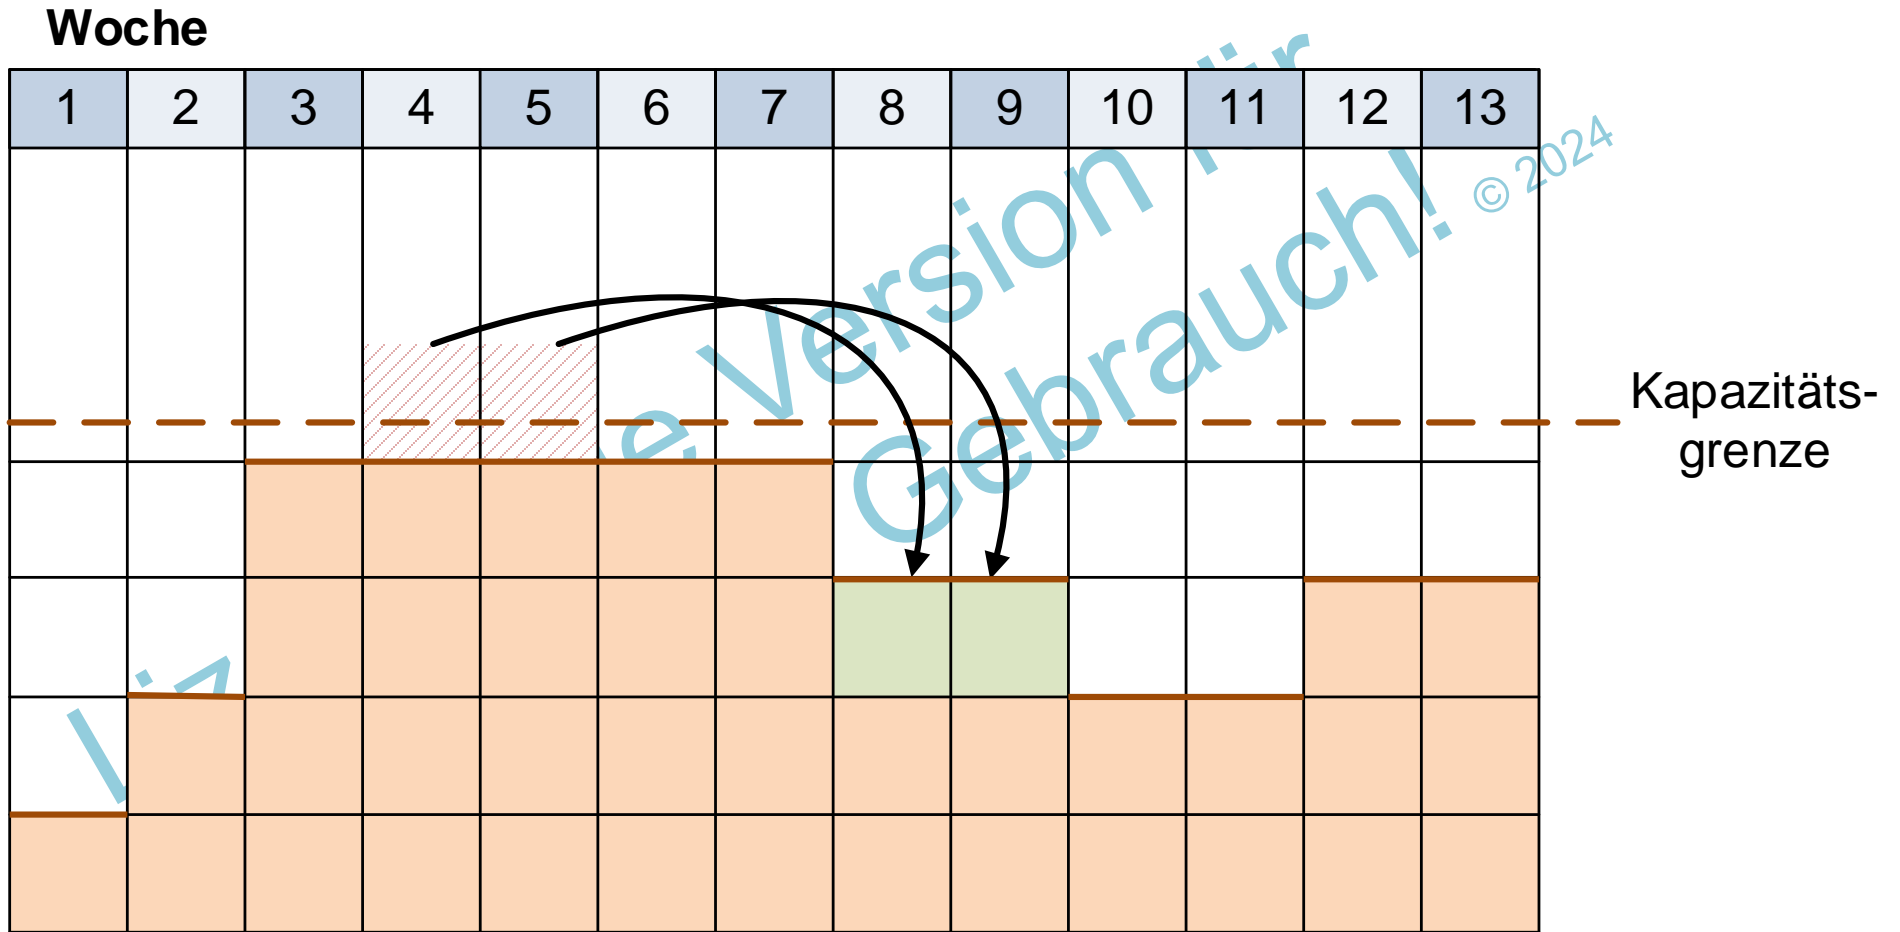 Woche
1 2 3 4 5 6 7 8 9 10 11 12 13
Version für
Gebrauch! © 2024
Kapazitäts-
grenze